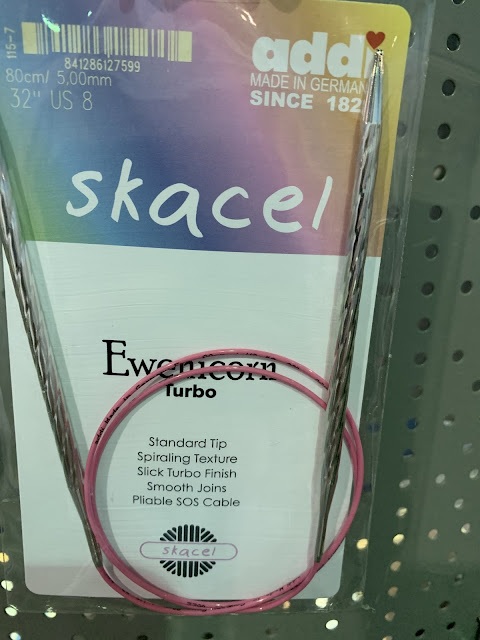 115-7
841286127599
80cm/ 5,00mm
32" US 8
addi
MADE IN GERMANY
SINCE 182
skacel
Ewenicorn
Turbo
Standard Tip
Spiraling Texture
Slick Turbo Finish
Smooth Joins
Pliable SOS Cable
skacel